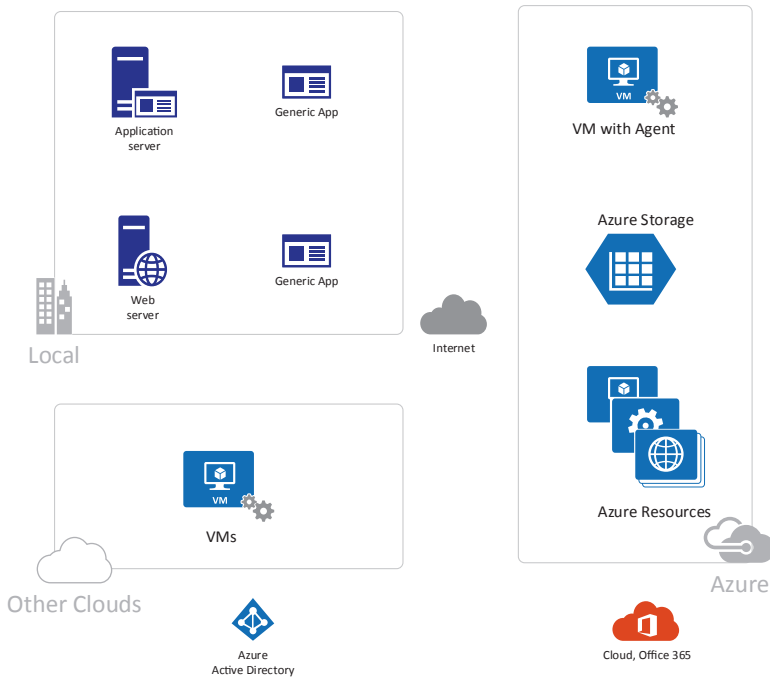 Application
server
Generic App
Web
server
Generic App
Local
Internet
VM
VMs
Other Clouds
VM
VM with Agent
Azure Storage
Azure Resources
Azure
Azure
Active Directory
Cloud, Office 365